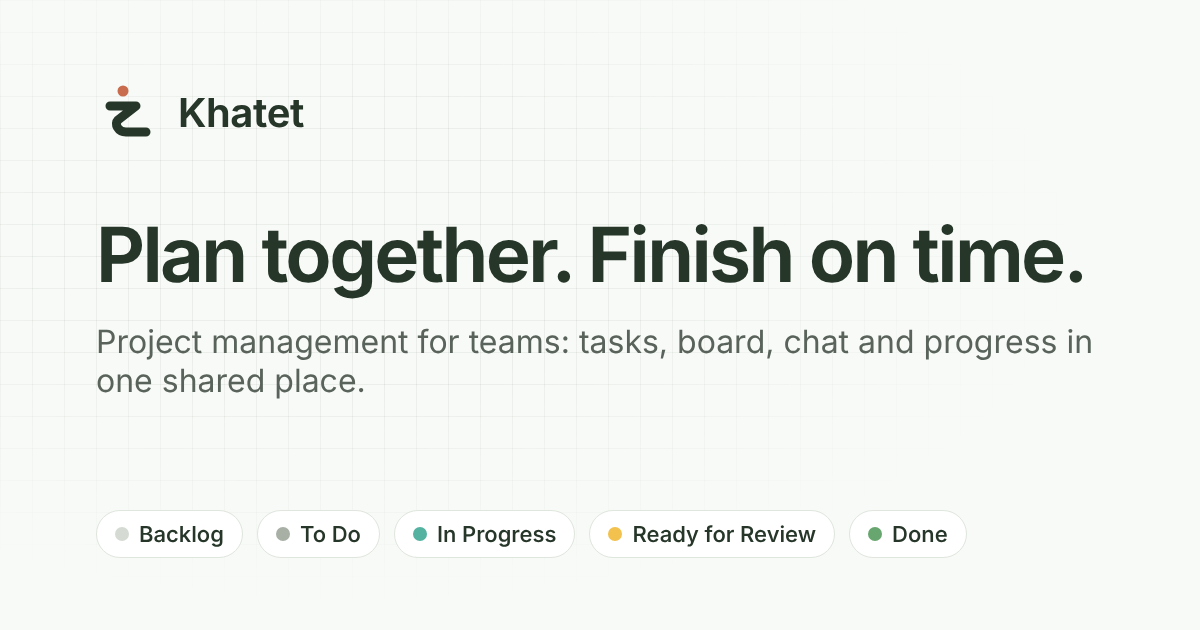 Khatet
Plan together. Finish on time.
Project management for teams: tasks, board, chat and progress in
one shared place.
Backlog
To Do
In Progress
Ready for Review
Done